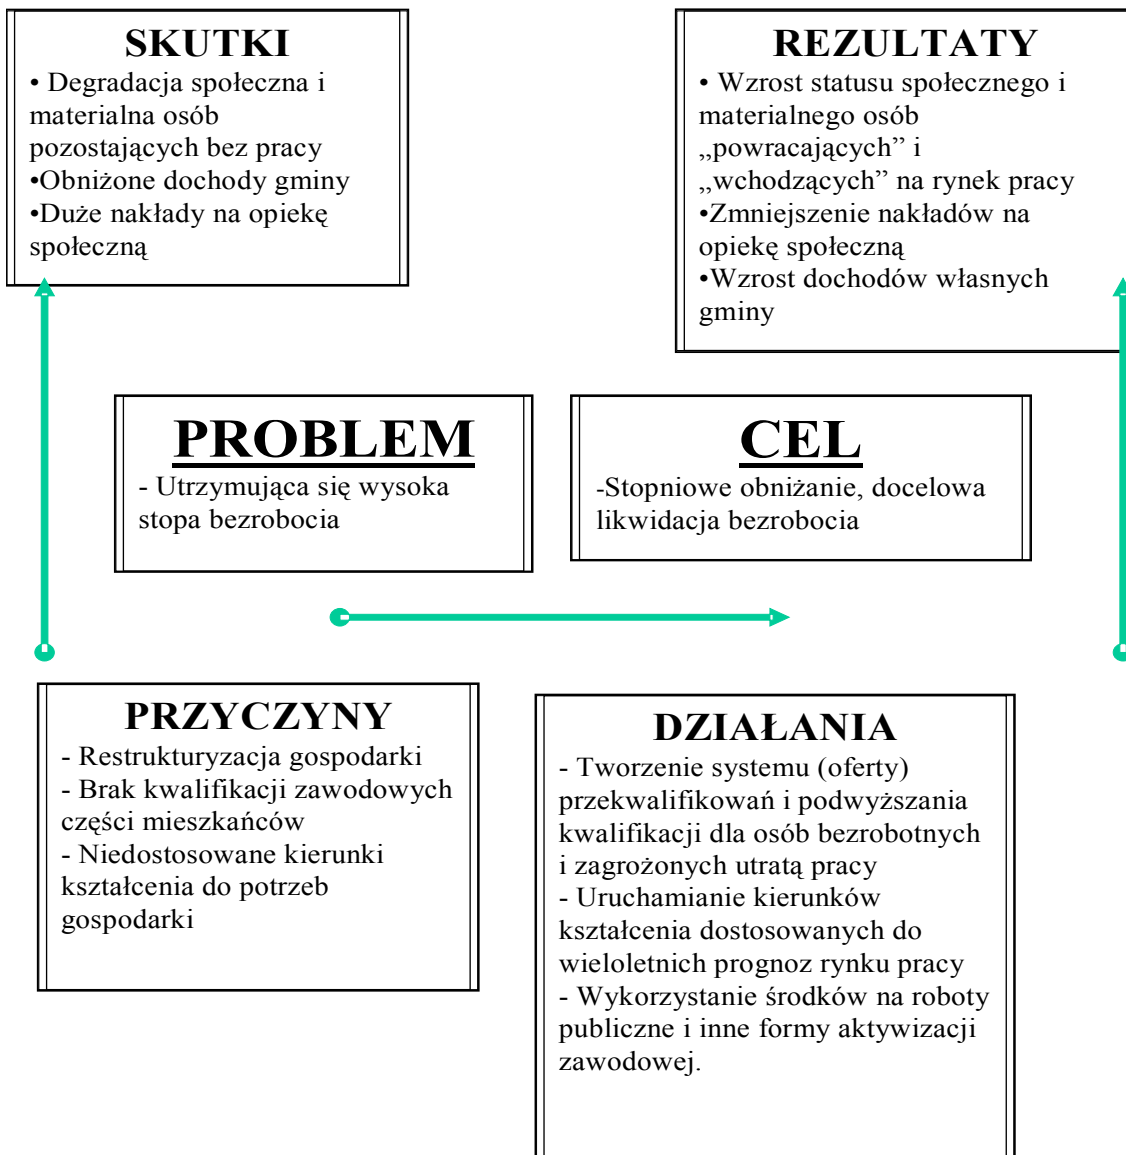 SKUTKI
• Degradacja społeczna i
materialna osób
pozostających bez pracy
•Obniżone dochody gminy
•Duże nakłady na opiekę
społeczną
REZULTATY
• Wzrost statusu społecznego i
materialnego osób
„powracających” i
„wchodzących” na rynek pracy
•Zmniejszenie nakładów na
opiekę społeczną
•Wzrost dochodów własnych
gminy
PROBLEM
- Utrzymująca się wysoka
stopa bezrobocia
CEL
-Stopniowe obniżanie, docelowa
likwidacja bezrobocia
PRZYCZYNY
- Restrukturyzacja gospodarki
- Brak kwalifikacji zawodowych
części mieszkańców
- Niedostosowane kierunki
kształcenia do potrzeb
gospodarki
DZIAŁANIA
- Tworzenie systemu (oferty)
przekwalifikowań i podwyższania
kwalifikacji dla osób bezrobotnych
i zagrożonych utratą pracy
- Uruchamianie kierunków
kształcenia dostosowanych do
wieloletnich prognoz rynku pracy
- Wykorzystanie środków na roboty
publiczne i inne formy aktywizacji
zawodowej.